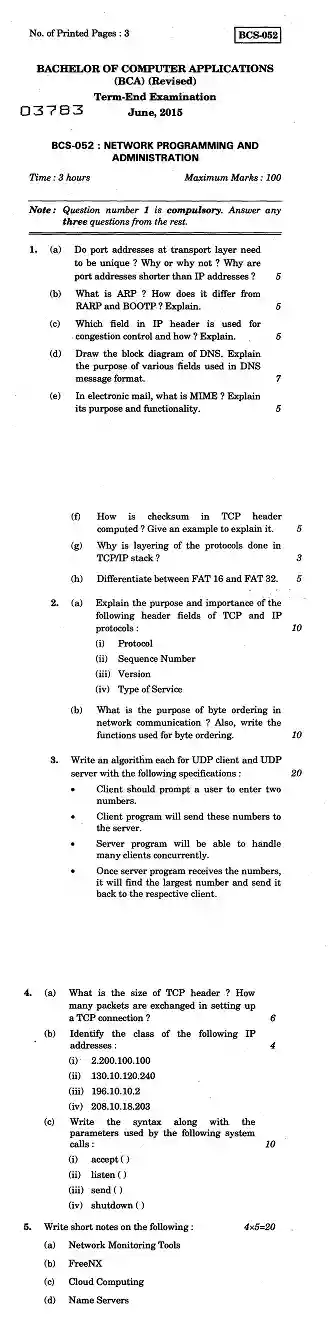 No. of Printed Pages : 3
BCS-052
BACHELOR OF COMPUTER APPLICATIONS
(BCA) (Revised)
Term-End Examination
03783
June, 2015
BCS-052 : NETWORK PROGRAMMING AND
ADMINISTRATION
Time : 3 hours Maximum Marks : 100
Note : Question number 1 is compulsory. Answer any
three questions from the rest.
1. (a) Do port addresses at transport layer need
to be unique ? Why or why not ? Why are
port addresses shorter than IP addresses ? 5
(b) What is ARP ? How does it differ from
RARP and BOOTP ? Explain. 5
(c) Which field in IP header is used for
congestion control and how ? Explain. 5
(d) Draw the block diagram of DNS. Explain
the purpose of various fields used in DNS
message format. 7
(e) In electronic mail, what is MIME ? Explain
its purpose and functionality. 5
(f) How is checksum in TCP header
computed ? Give an example to explain it. 5
(g) Why is layering of the protocols done in
TCP/IP stack ? 3
(h) Differentiate between FAT 16 and FAT 32. 5
2. (a) Explain the purpose and importance of the
following header fields of TCP and IP
protocols : 10
(i) Protocol
(ii) Sequence Number
(iii) Version
(iv) Type of Service
(b) What is the purpose of byte ordering in
network communication ? Also, write the
functions used for byte ordering. 10
3. Write an algorithm each for UDP client and UDP
server with the following specifications : 20
• Client should prompt a user to enter two
numbers.
• Client program will send these numbers to
the server.
• Server program will be able to handle
many clients concurrently.
• Once server program receives the numbers,
it will find the largest number and send it
back to the respective client.
4. (a) What is the size of TCP header ? How
many packets are exchanged in setting up
a TCP connection ? 6
(b) Identify the class of the following IP
addresses : 4
(i) 2.200.100.100
(ii) 130.10.120.240
(iii) 196.10.10.2
(iv) 208.10.18.203
(c) Write the syntax along with the
parameters used by the following system
calls : 10
(i) accept ( )
(ii) listen ( )
(iii) send ( )
(iv) shutdown ( )
5. Write short notes on the following : 4×5=20
(a) Network Monitoring Tools
(b) FreeNX
(c) Cloud Computing
(d) Name Servers